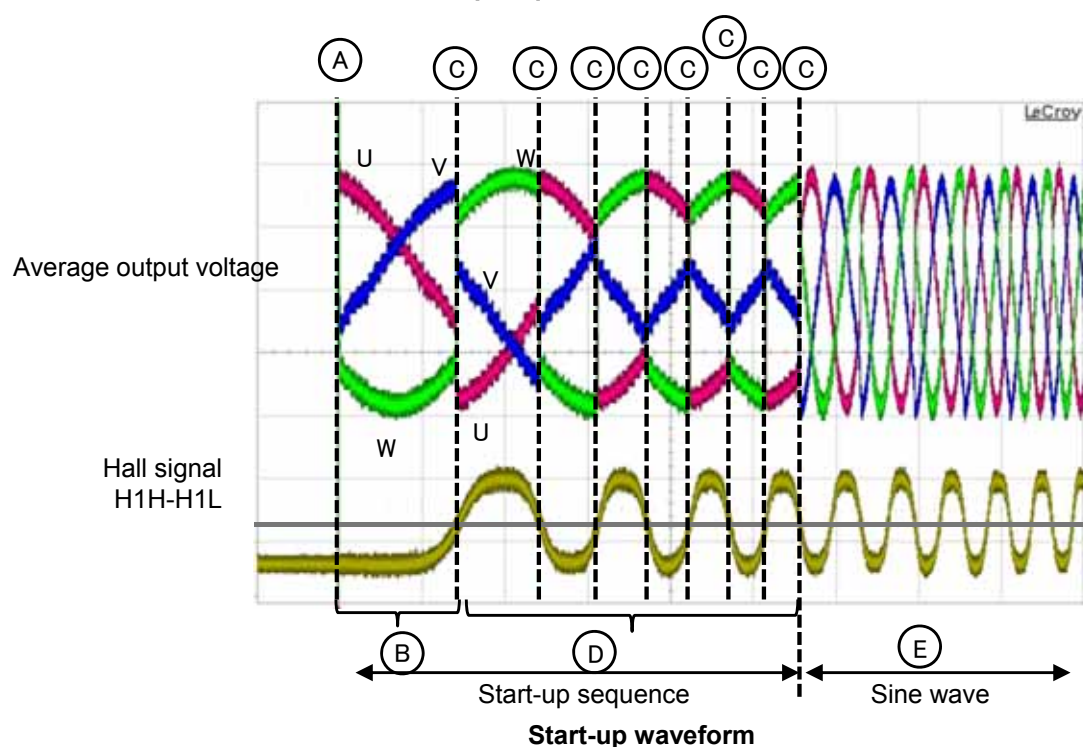 C
A
C
C
C
C
C
C
C
LeCroy
U
V
W
Average output voltage
V
W
U
Hall signal
H1H-H1L
B
D
E
Start-up sequence
Sine wave
Start-up waveform